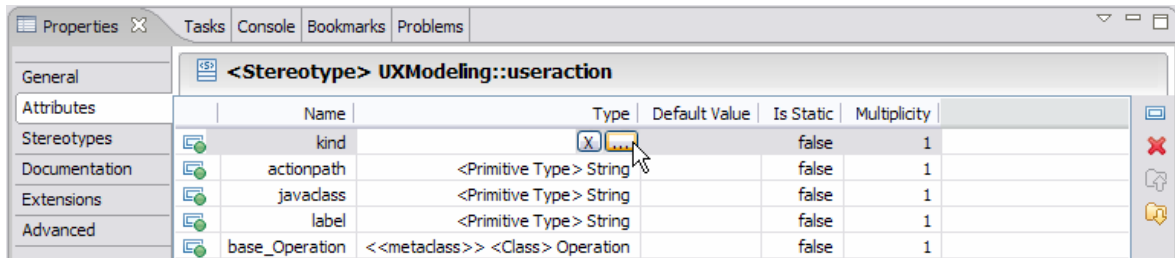 Properties Tasks Console Bookmarks Problems
General
Attributes
Stereotypes
Documentation
Extensions
Advanced
<S>
<Stereotype> UXModeling::useraction
Name Type Default Value Is Static Multiplicity
kind X ... false 1
actionpath <Primitive Type> String false 1
javaclass <Primitive Type> String false 1
label <Primitive Type> String false 1
base_Operation <<metaclass>> <Class> Operation false 1